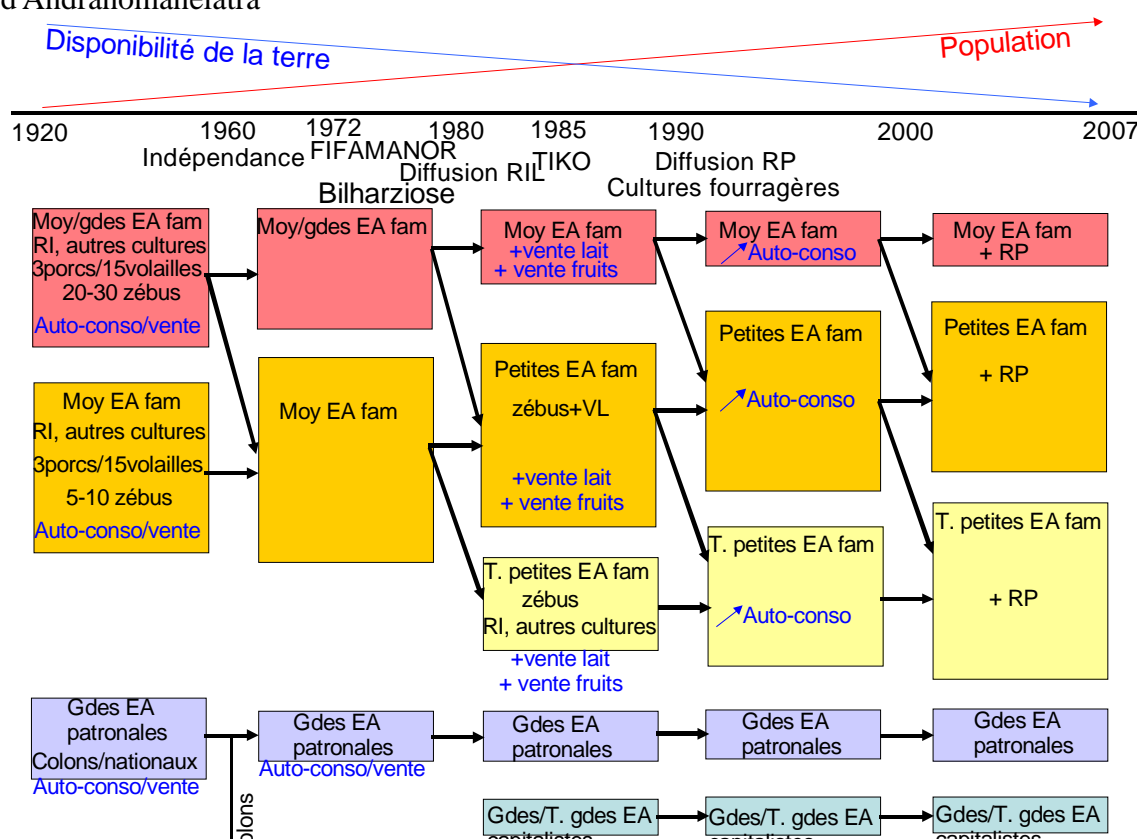 d'Andranomanelatra
Disponibilité de la terre
Population
1920
1960
1972
1980
1985
1990
2000
2007
Indépendance
FIFAMANOR
Diffusion RIL
TIKO
Diffusion RP
Bilharziose
Cultures fourragères
Moy/gdes EA fam
RI, autres cultures
3porcs/15volailles
20-30 zébus
Auto-conso/vente
Moy/gdes EA fam
Moy EA fam
+vente lait
+ vente fruits
Moy EA fam
Auto-conso
Moy EA fam
+ RP
Moy EA fam
RI, autres cultures
3porcs/15volailles
5-10 zébus
Auto-conso/vente
Moy EA fam
Petites EA fam
zébus+VL
+vente lait
+ vente fruits
Petites EA fam
Auto-conso
Petites EA fam
+ RP
T. petites EA fam
zébus
RI, autres cultures
+vente lait
+ vente fruits
T. petites EA fam
Auto-conso
T. petites EA fam
+ RP
Gdes EA
patronales
Colons/nationaux
Auto-conso/vente
Gdes EA
patronales
Auto-conso/vente
Gdes EA
patronales
Gdes EA
patronales
Gdes EA
patronales
olons
Gdes/T. gdes EA
capitalistes
Gdes/T. gdes EA
capitalistes
Gdes/T. gdes EA
capitalistes